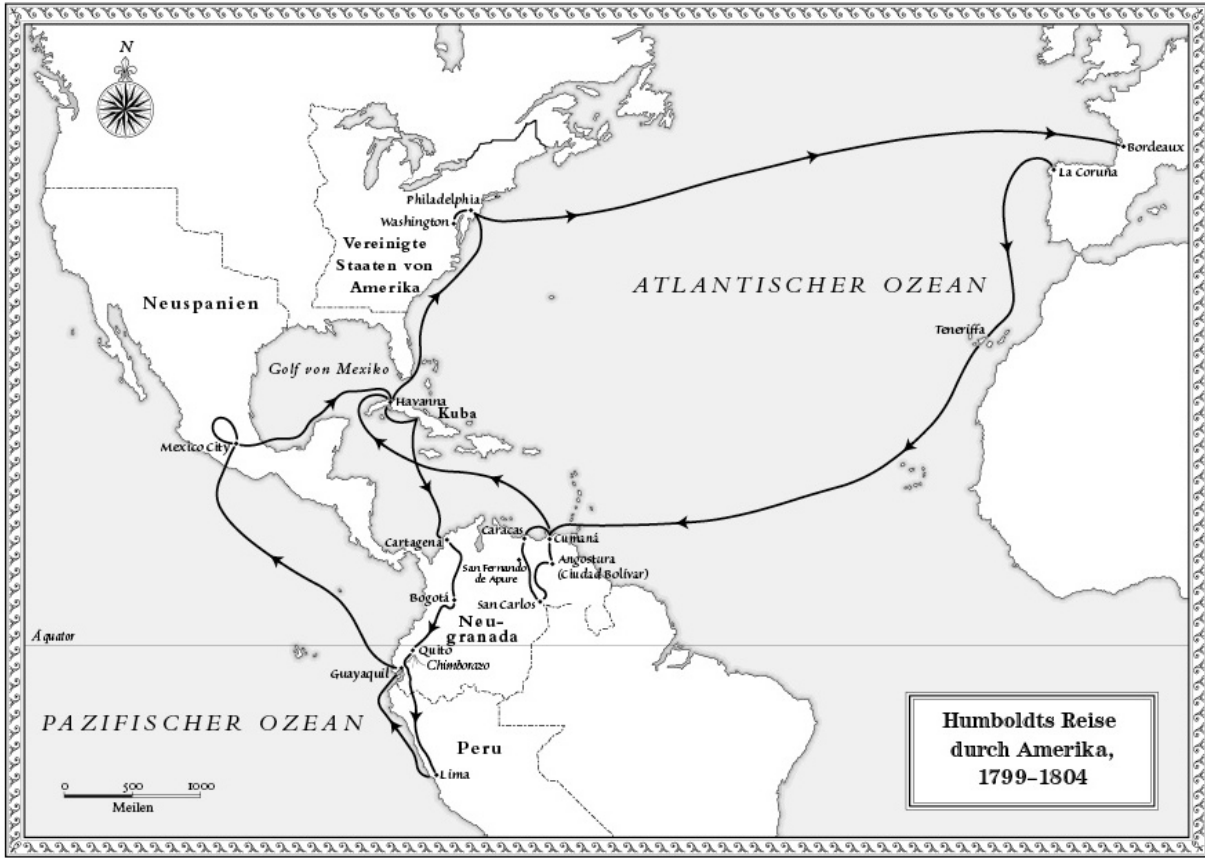 N
Bordeaux
La Coruña
Philadelphia
Washington
Vereinigte
Staaten von
Amerika
ATLANTISCHER OZEAN
Neuspanien
Teneriffa
Golf von Mexiko
Havanna
Kuba
Mexico City
Caracas
Cumaná
Cartagena
Angostura
(Ciudad Bolívar)
San Fernando
de Apure
Bogotá
San Carlos
Neu-
granada
Äquator
Quito
Chimborazo
Guayaquil
PAZIFISCHER OZEAN
Peru
Lima
0 500 1000
Meilen
Humboldts Reise
durch Amerika,
1799–1804